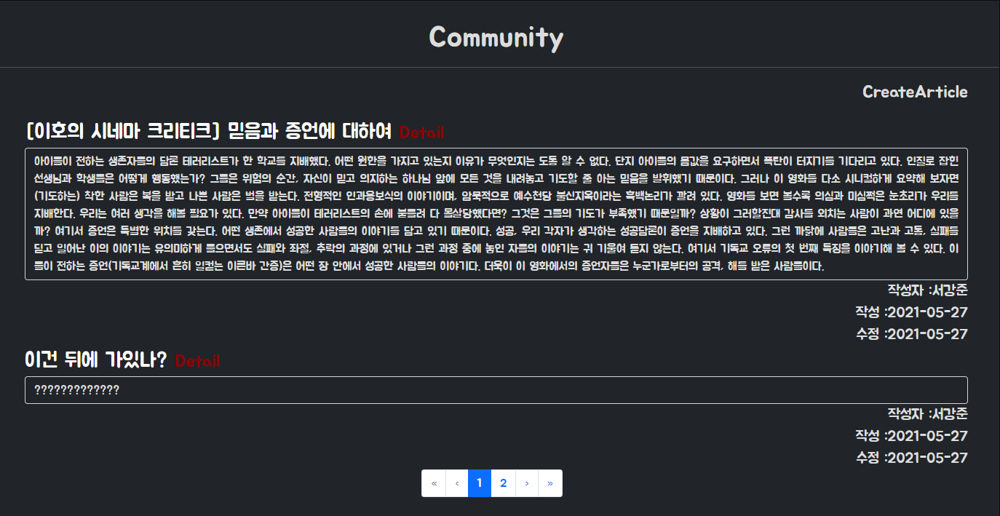 Community
CreateArticle
[이호의 시네마 크리티크] 믿음과 증언에 대하여 Detail
아이들이 전하는 생존자들의 담론 테러리스트가 한 학교를 지배했다. 어떤 원한을 가지고 있는지 이유가 무엇인지는 도통 알 수 없다. 단지 아이들의 몸값을 요구하면서 폭탄이 터지기를 기다리고 있다. 인질로 잡힌
선생님과 학생들은 어떻게 행동했는가? 그들은 위험의 순간, 자신이 믿고 의지하는 하나님 앞에 모든 것을 내려놓고 기도할 줄 아는 믿음을 발휘했기 때문이다. 그러나 이 영화를 다소 시니컬하게 요약해 보자면
(기도하는) 착한 사람은 복을 받고 나쁜 사람은 벌을 받는다. 전형적인 인과응보식의 이야기이며, 암묵적으로 예수천당 불신지옥이라는 흑백논리가 깔려 있다. 영화를 보면 볼수록 의심과 미심쩍은 눈초리가 우리를
지배한다. 우리는 여러 생각을 해볼 필요가 있다. 만약 아이들이 테러리스트의 손에 붙들려 다 몰살당했다면? 그것은 그들의 기도가 부족했기 때문일까? 상황이 그러할진대 감사를 외치는 사람이 과연 어디에 있을
까? 여기서 증언은 특별한 위치를 갖는다. 어떤 생존에서 성공한 사람들의 이야기를 담고 있기 때문이다. 성공, 우리 각자가 생각하는 성공담론이 증언을 지배하고 있다. 그런 까닭에 사람들은 고난과 고통, 실패를
딛고 일어난 이의 이야기는 유의미하게 들으면서도 실패와 좌절, 추락의 과정에 있거나 그런 과정 중에 놓인 자들의 이야기는 귀 기울여 듣지 않는다. 여기서 기독교 오류의 첫 번째 특징을 이야기해 볼 수 있다. 이
들이 전하는 증언(기독교계에서 흔히 일컫는 이른바 간증)은 어떤 장 안에서 성공한 사람들의 이야기다. 더욱이 이 영화에서의 증언자들은 누군가로부터의 공격, 해를 받은 사람들이다.
작성자 :서강준
작성 :2021-05-27
수정 :2021-05-27
이건 뒤에 가있나? Detail
?????????????
작성자 :서강준
작성 :2021-05-27
수정 :2021-05-27
« ‹ 1 2 › »